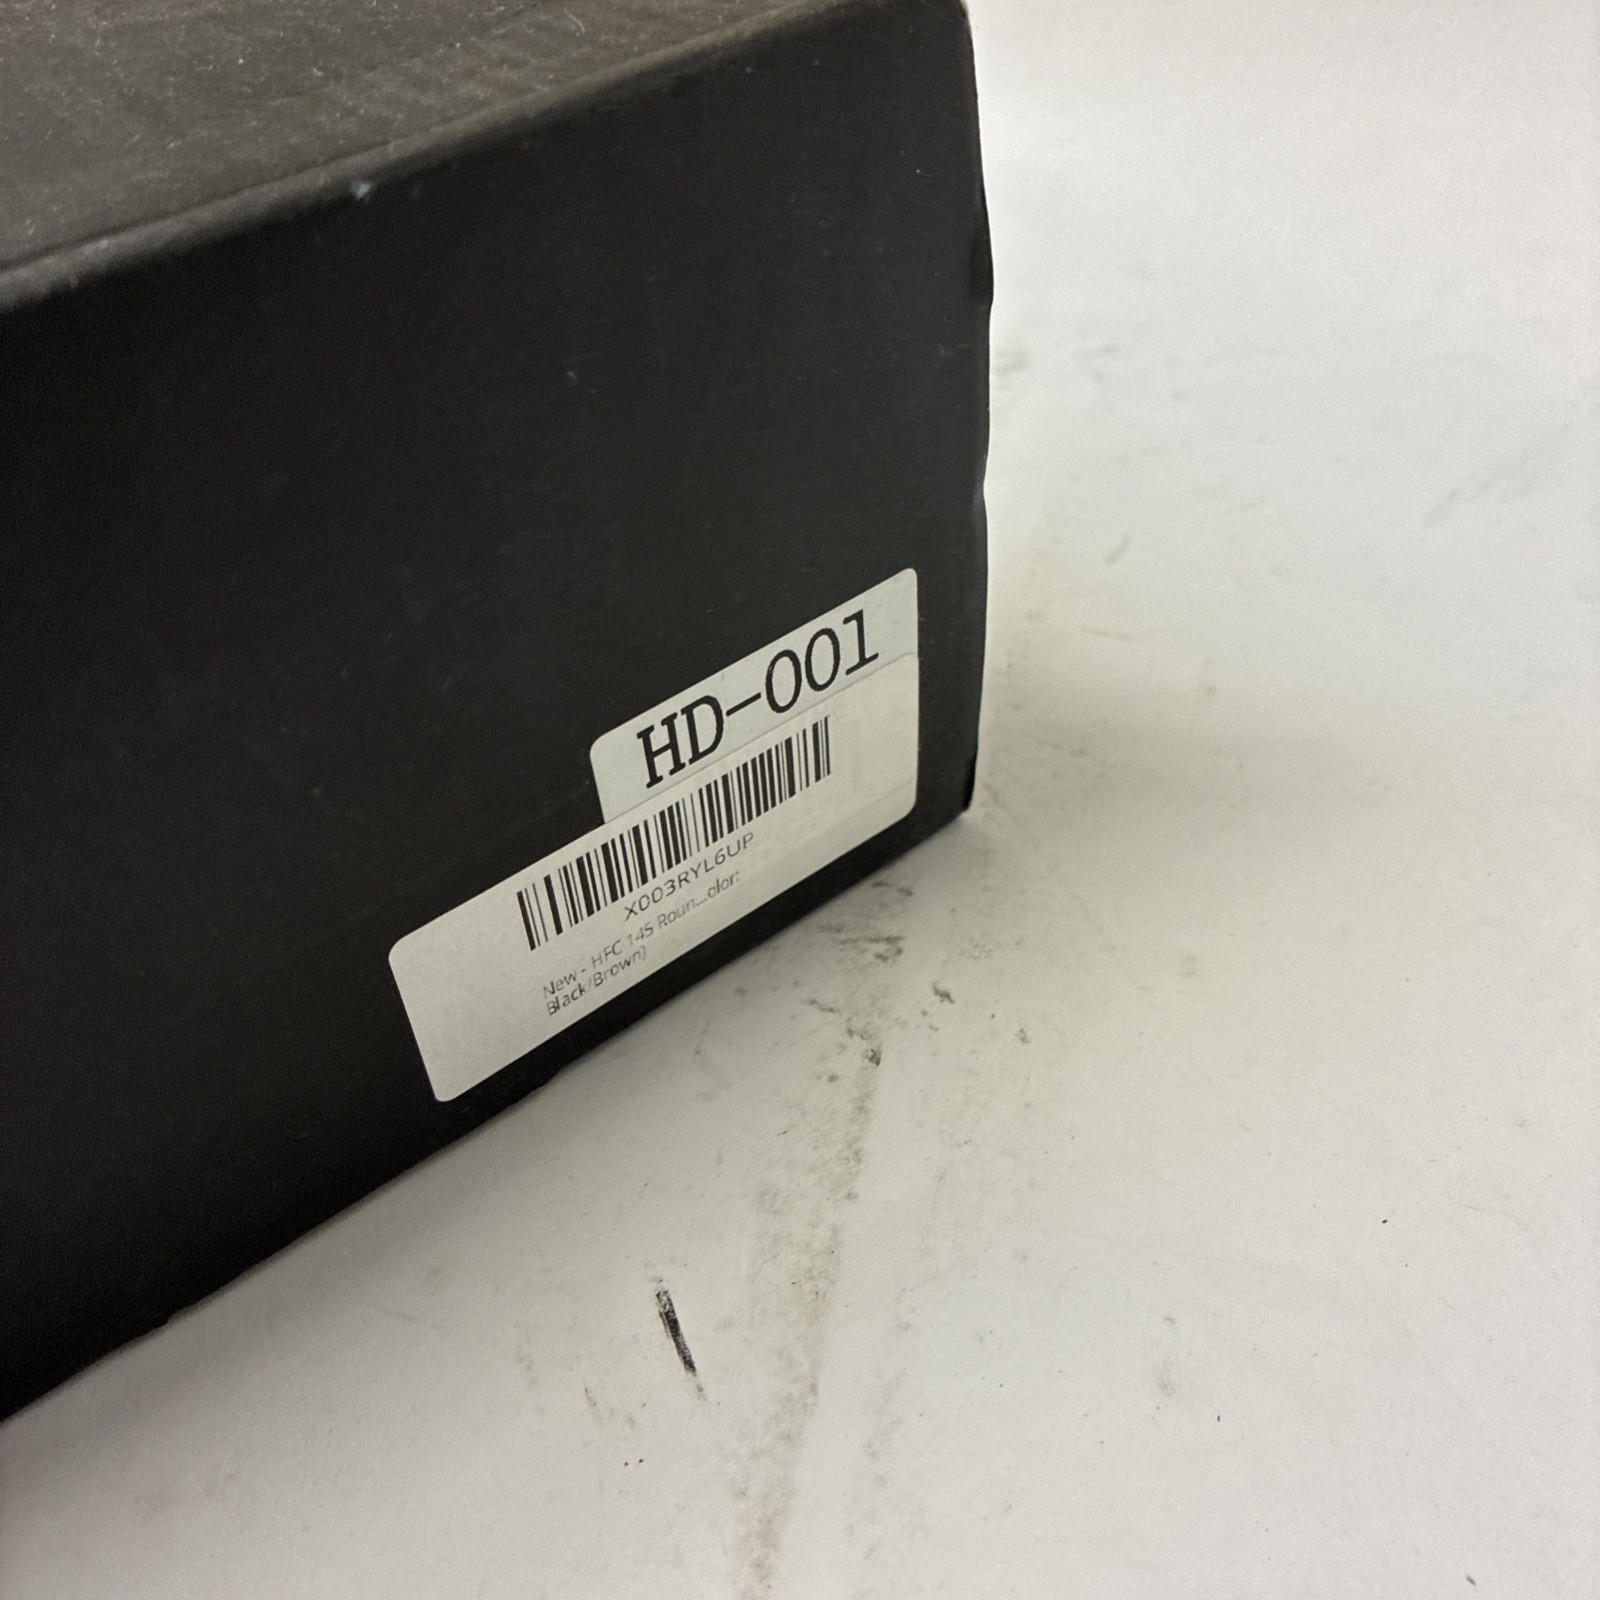 HD-001
X003RYL6UP
New - HFC 145 Roun...olor:
Black/Brown)